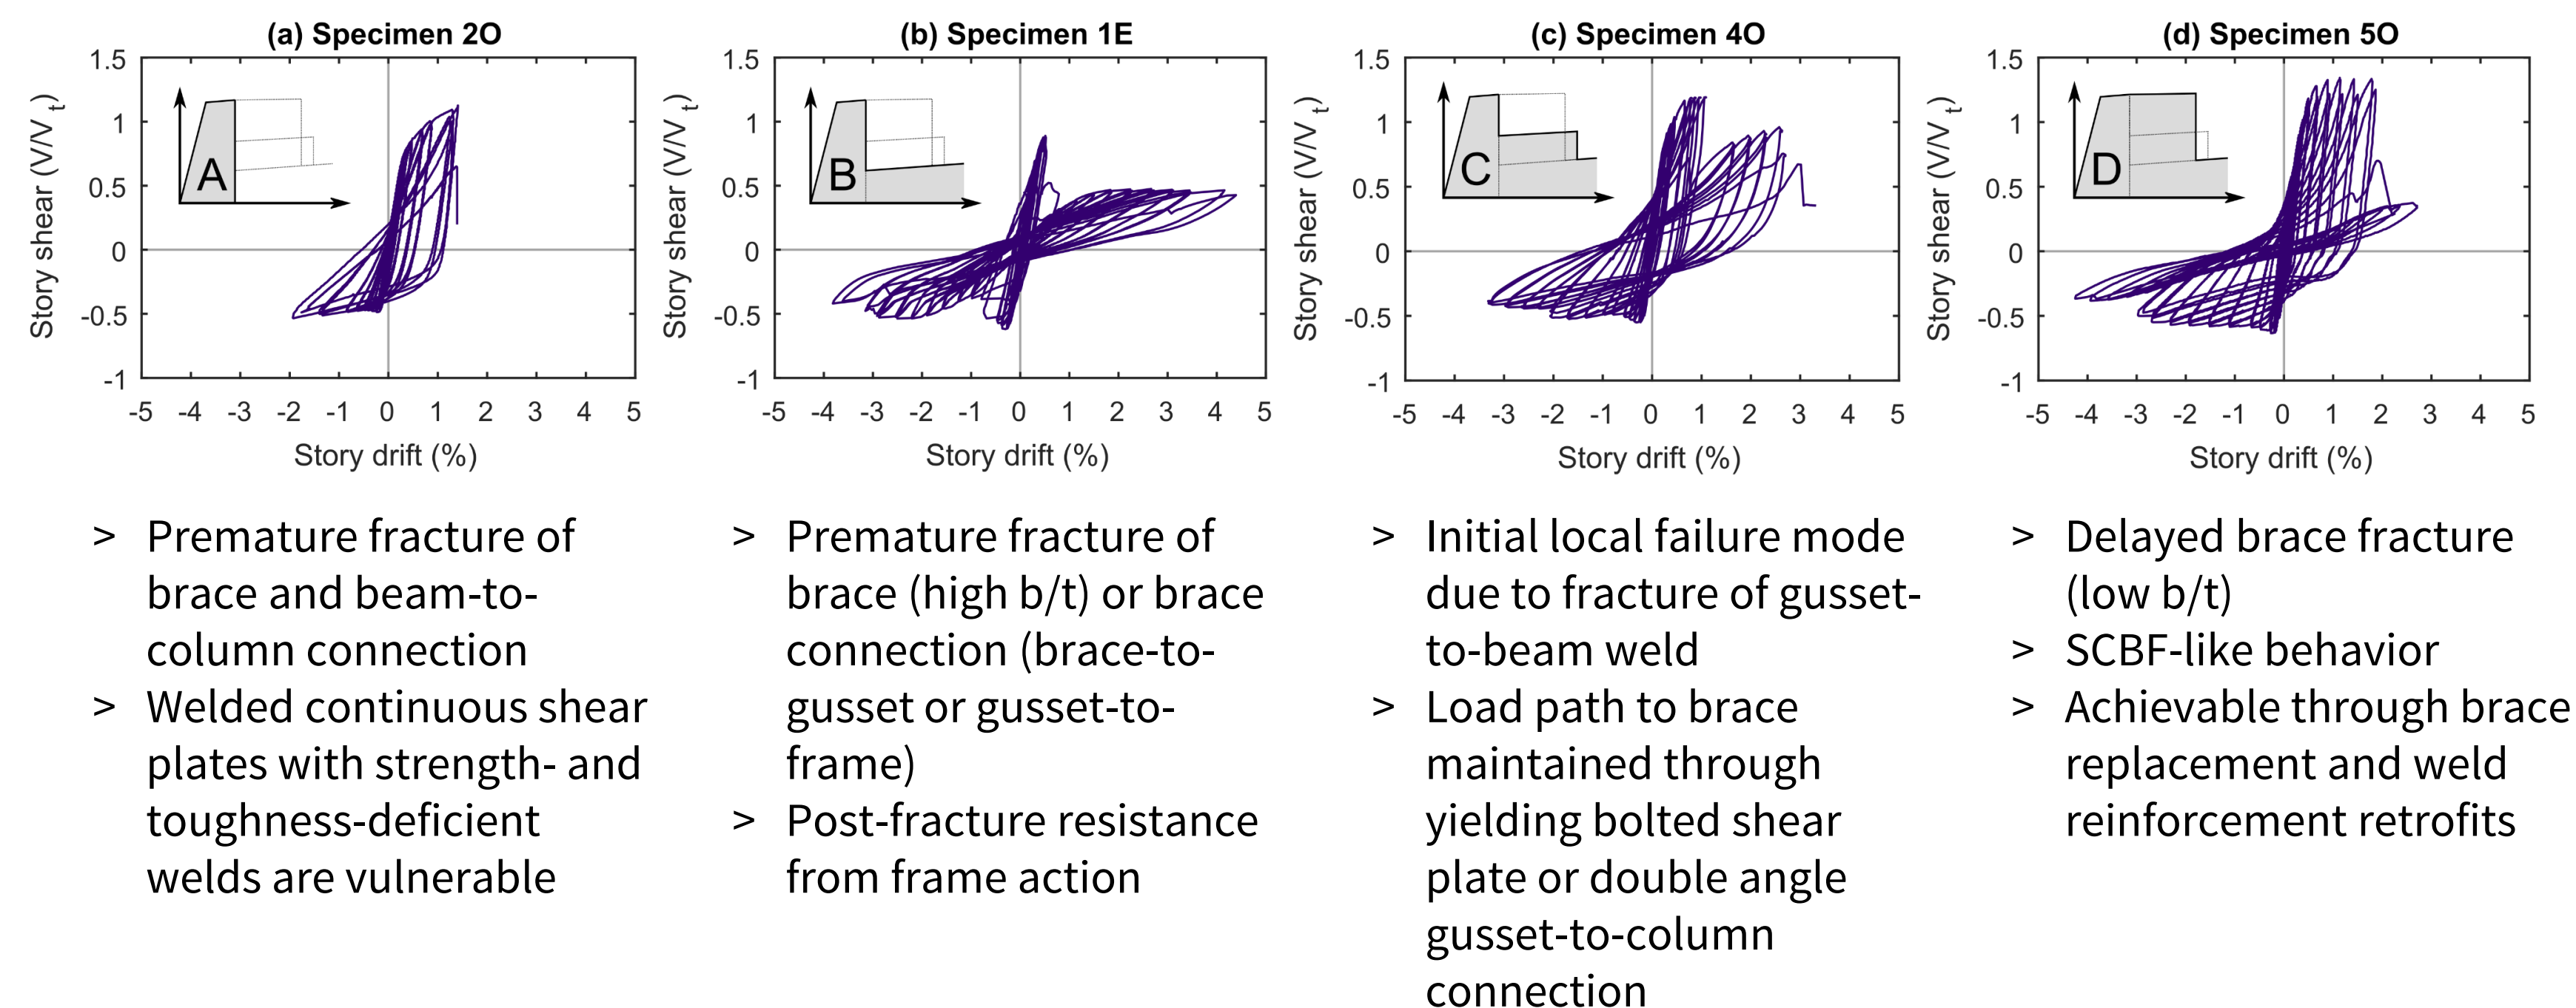 (a) Specimen 2O
1.5
1
0.5
0
-0.5
-1
Story shear (V/V t)
A
-5 -4 -3 -2 -1 0 1 2 3 4 5
Story drift (%)
> Premature fracture of
brace and beam-to-
column connection
> Welded continuous shear
plates with strength- and
toughness-deficient
welds are vulnerable
(b) Specimen 1E
1.5
1
0.5
0
-0.5
-1
Story shear (V/V t)
B
-5 -4 -3 -2 -1 0 1 2 3 4 5
Story drift (%)
> Premature fracture of
brace (high b/t) or brace
connection (brace-to-
gusset or gusset-to-
frame)
> Post-fracture resistance
from frame action
(c) Specimen 4O
1.5
1
0.5
0
-0.5
-1
Story shear (V/V t)
C
-5 -4 -3 -2 -1 0 1 2 3 4 5
Story drift (%)
> Initial local failure mode
due to fracture of gusset-
to-beam weld
> Load path to brace
maintained through
yielding bolted shear
plate or double angle
gusset-to-column
connection
(d) Specimen 5O
1.5
1
0.5
0
-0.5
-1
Story shear (V/V t)
D
-5 -4 -3 -2 -1 0 1 2 3 4 5
Story drift (%)
> Delayed brace fracture
(low b/t)
> SCBF-like behavior
> Achievable through brace
replacement and weld
reinforcement retrofits